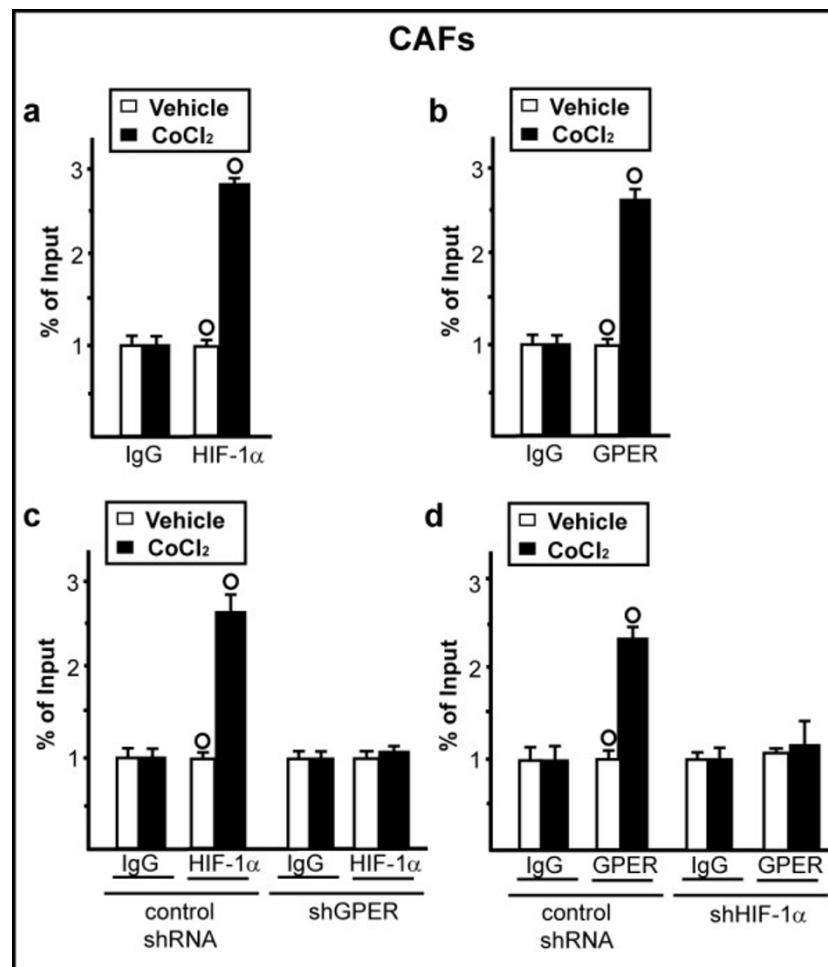 CAFs
a
Vehicle
CoCl₂
% of Input
3
2
1
IgG HIF-1α
b
Vehicle
CoCl₂
% of Input
3
2
1
IgG GPER
c
Vehicle
CoCl₂
% of Input
3
2
1
IgG HIF-1α IgG HIF-1α
control shGPER
shRNA
d
Vehicle
CoCl₂
% of Input
3
2
1
IgG GPER IgG GPER
control shHIF-1α
shRNA